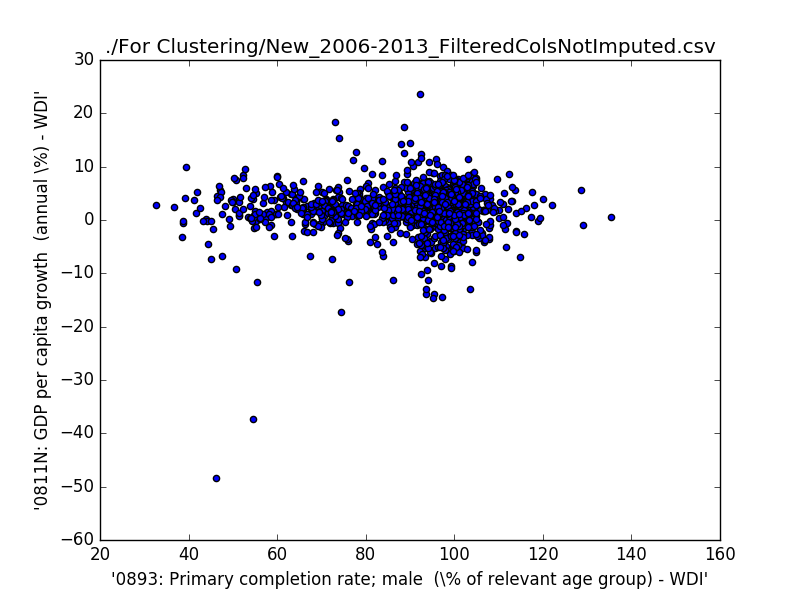 ./For Clustering/New_2006-2013_FilteredColsNotImputed.csv
30
20
10
0
−10
−20
−30
−40
−50
−60
'0811N: GDP per capita growth  (annual \%) - WDI'
20 40 60 80 100 120 140 160
'0893: Primary completion rate; male  (\% of relevant age group) - WDI'